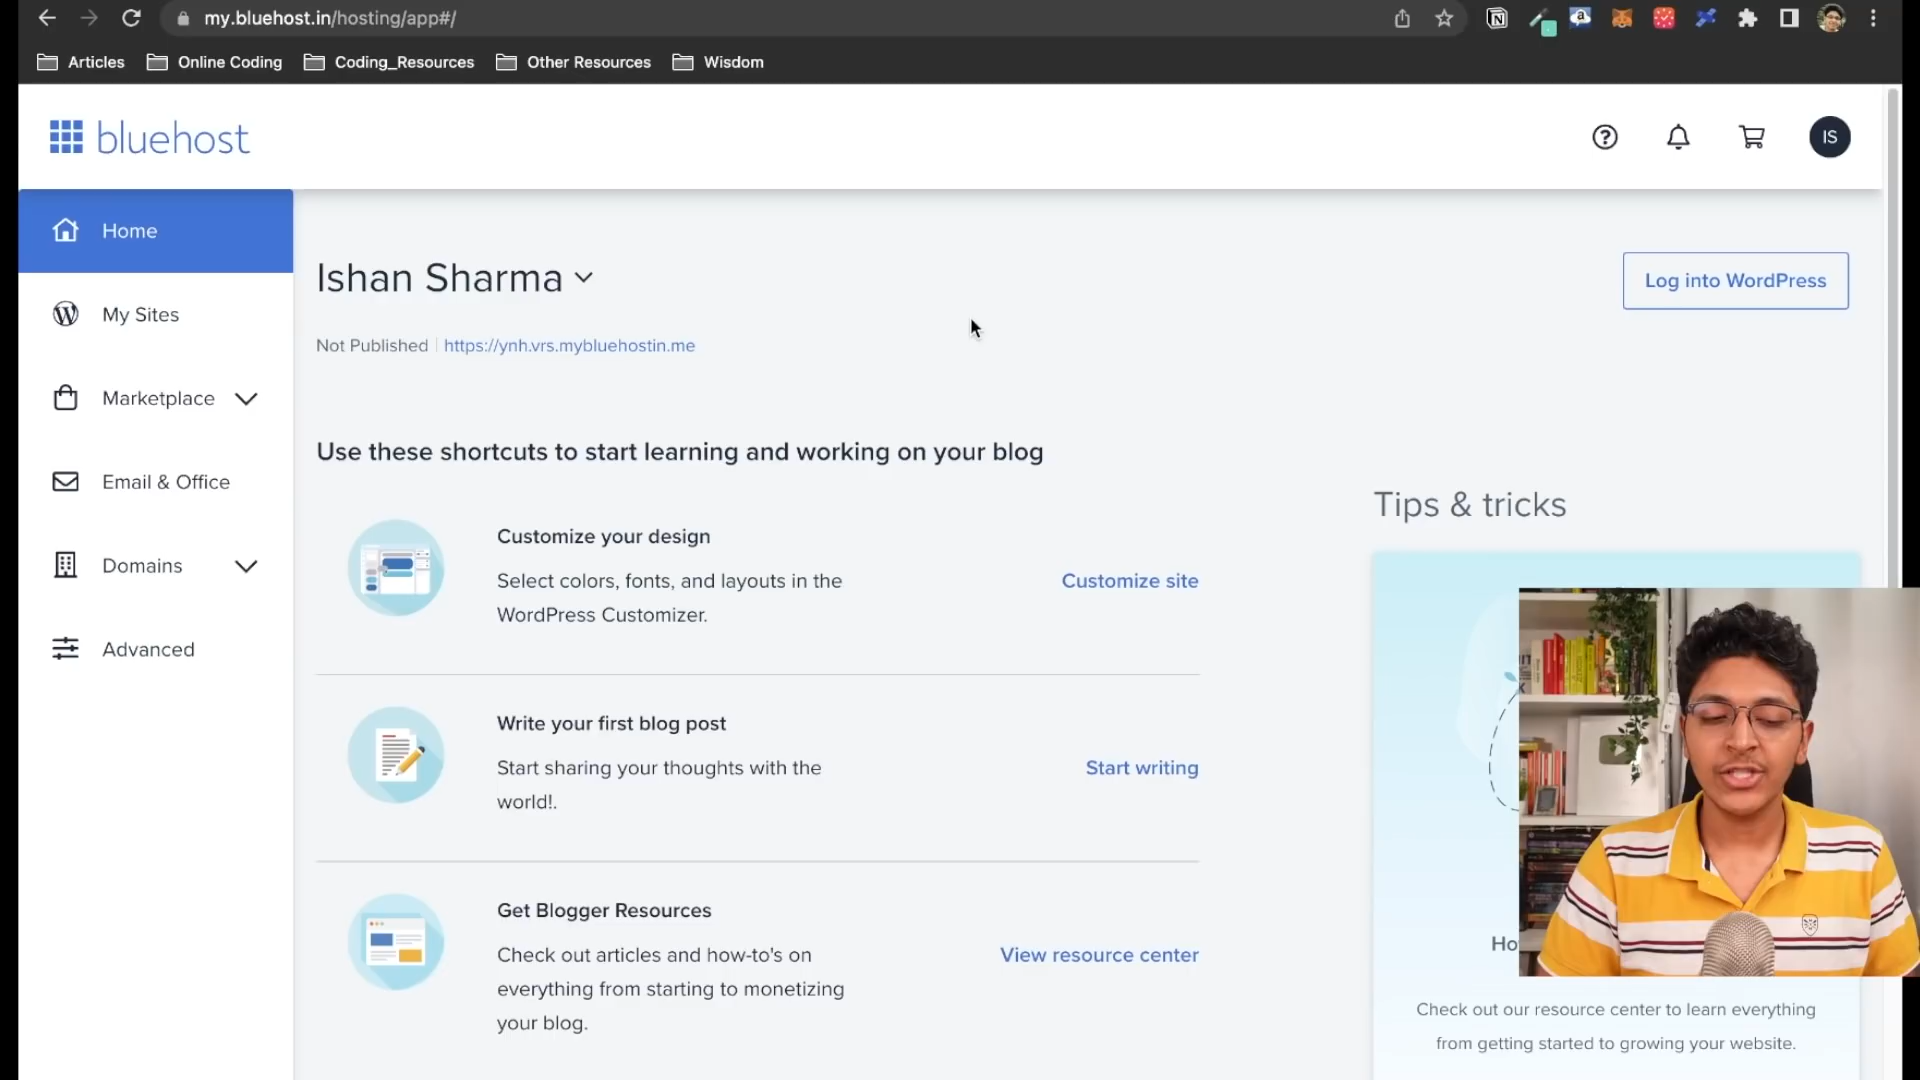 my.bluehost.in/hosting/app#/
Articles
Online Coding
Coding_Resources
Other Resources
Wisdom
bluehost
IS
Home
My Sites
Marketplace
Email & Office
Domains
Advanced
Ishan Sharma
Log into WordPress
Not Published
https://ynh.vrs.mybluehostin.me
Use these shortcuts to start learning and working on your blog
Customize your design
Select colors, fonts, and layouts in the
WordPress Customizer.
Customize site
Write your first blog post
Start sharing your thoughts with the
world!.
Start writing
Get Blogger Resources
Check out articles and how-to's on
everything from starting to monetizing
your blog.
View resource center
Tips & tricks
Check out our resource center to learn everything
from getting started to growing your website.